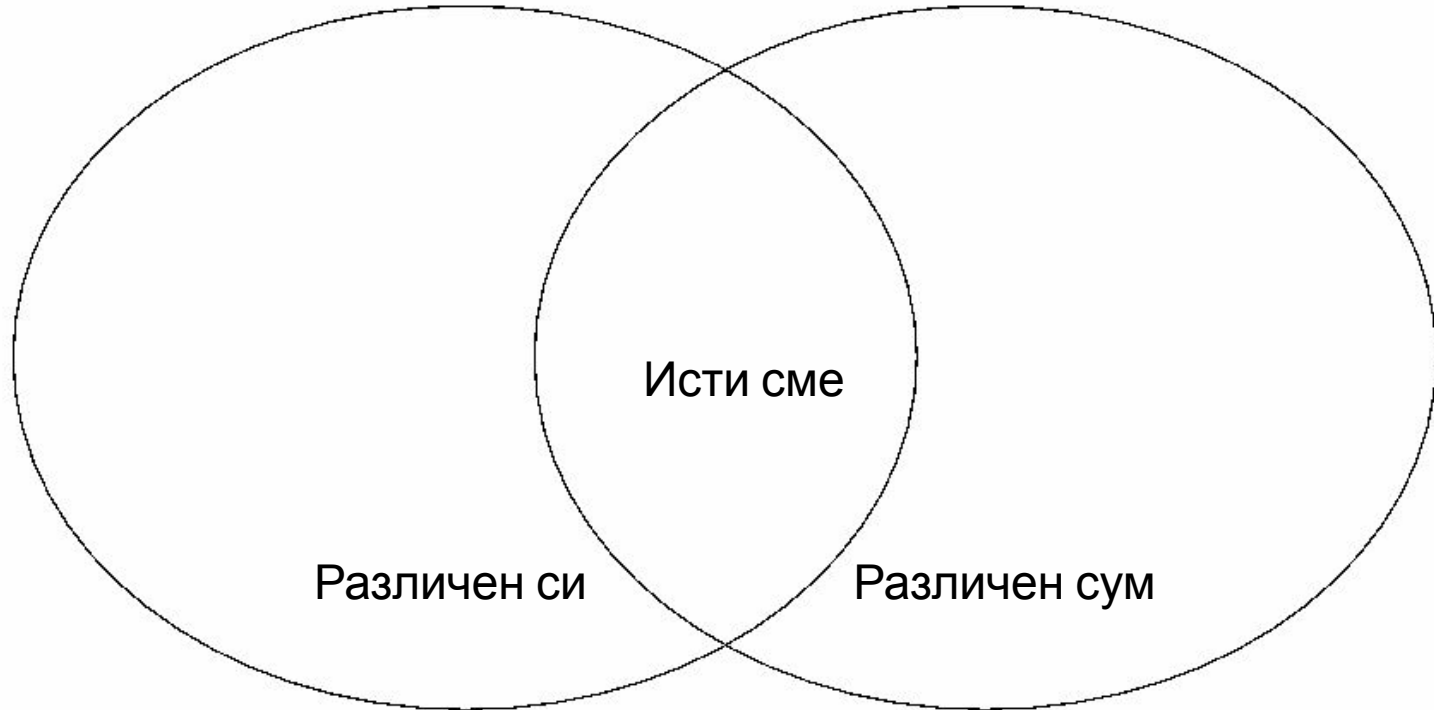 Исти сме
Различен си
Различен сум